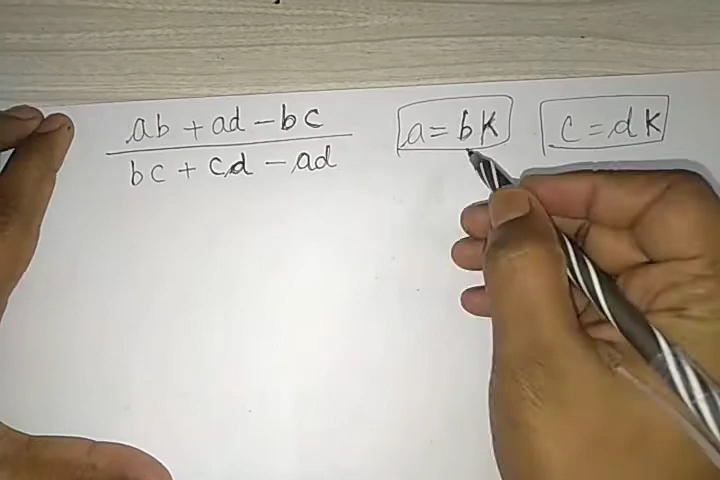 ab + ad - bc
bc + cd - ad
a = bk
c = dk